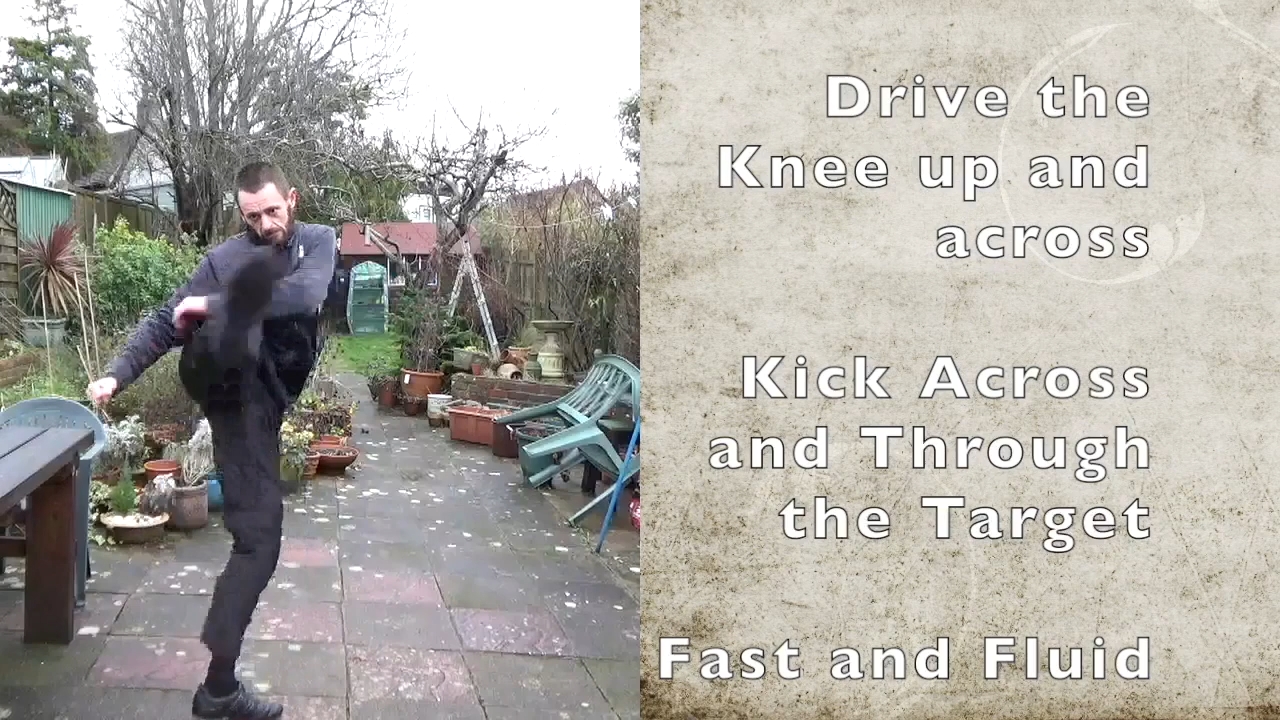 Drive the
Knee up and
across
Kick Across
and Through
the Target
Fast and Fluid